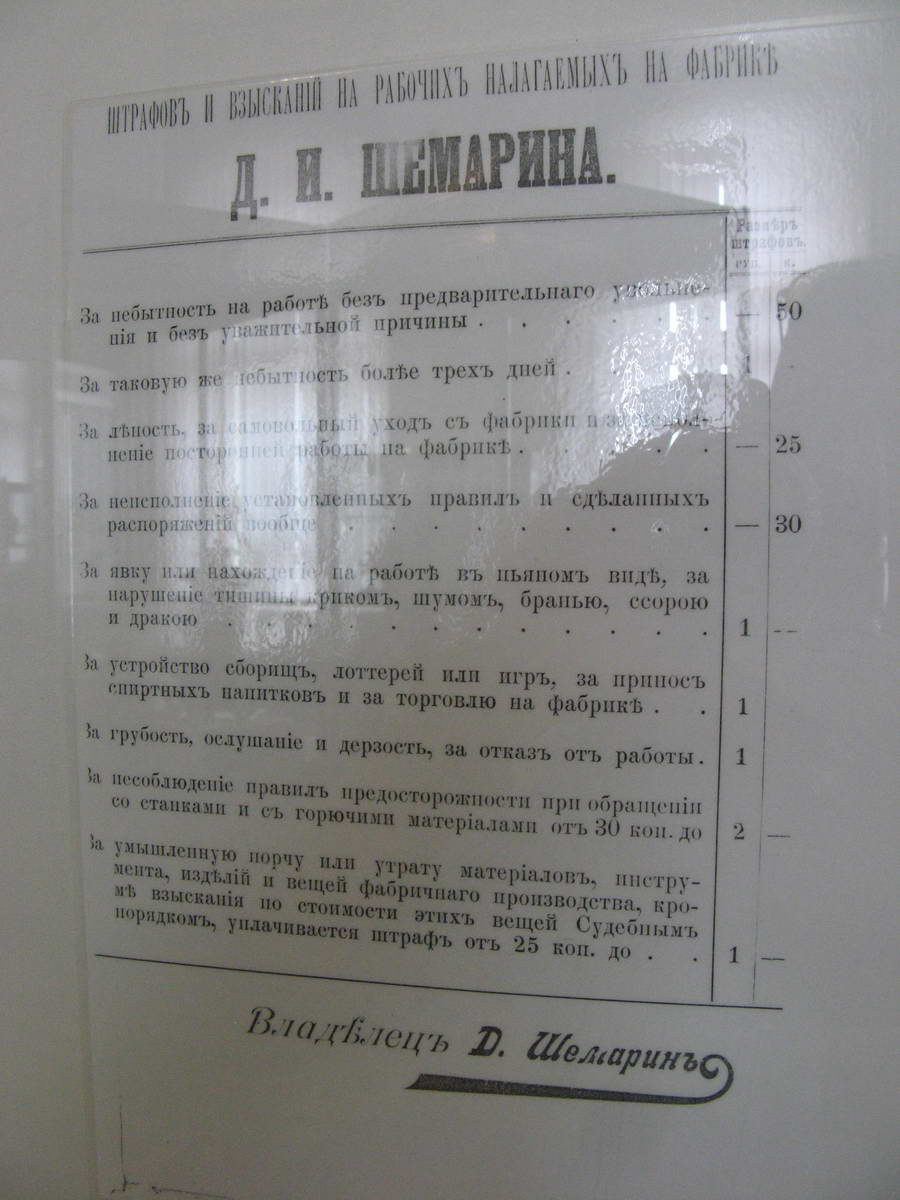 ШТРАФОВЪ И ВЗЫСКАНІЙ НА РАБОЧИХЪ НАЛАГАЕМЫХЪ НА ФАБРИКѢ
Д. И. ШЕМАРИНА.
Размѣръ
штрафовъ.
руп. к.
За небытность на работѣ безъ предварительнаго увольне-
нія и безъ уважительной причины . . . . . . — 50
За таковую же небытность болѣе трехъ дней . . . . 1
За лѣность, за самовольный уходъ съ фабрики и
неніе посторонней работы на фабрикѣ . . . . . — 25
За неисполненіе установленныхъ правилъ и сдѣланныхъ
распоряженій вообще . . . . . . . . — 30
За явку или нахожденіе на работѣ въ пьяномъ видѣ, за
нарушеніе тишины крикомъ, шумомъ, бранью, ссорою
и дракою . . . . . . . . . . . 1 --
За устройство сборищъ, лоттерей или игръ, за приносъ
спиртныхъ напитковъ и за торговлю на фабрикѣ . . 1
За грубость, ослушаніе и дерзость, за отказъ отъ работы. 1
За несоблюденіе правилъ предосторожности при обращеніи
со станками и съ горючими матеріалами отъ 30 коп. до 2 —
За умышленную порчу или утрату матеріаловъ, инстру-
мента, издѣлій и вещей фабричнаго производства, кро-
мѣ взысканія по стоимости этихъ вещей Судебнымъ
порядкомъ, уплачивается штрафъ отъ 25 коп. до . . 1 —
Владѣлецъ Д. Шемаринъ